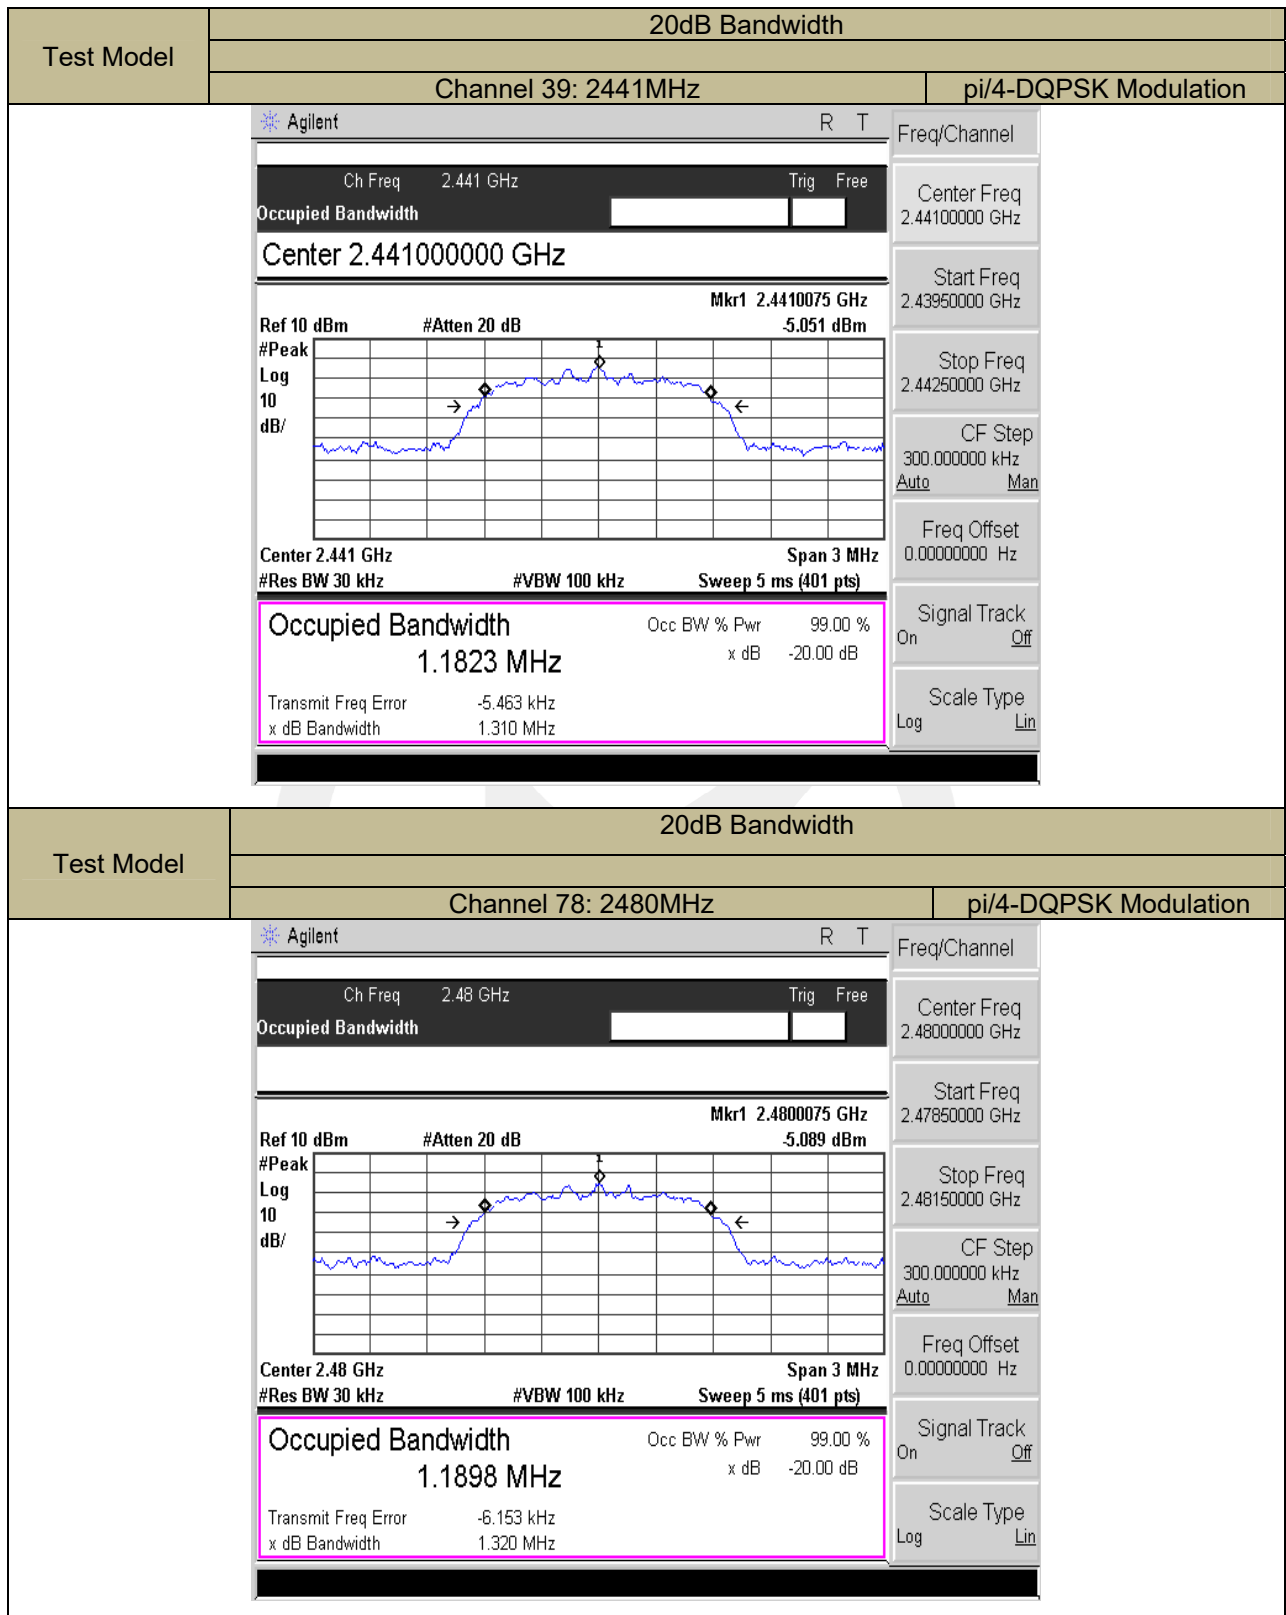 20dB Bandwidth
Test Model
Channel 39: 2441MHz
pi/4-DQPSK Modulation
Agilent
R T
Freq/Channel
Ch Freq 2.441 GHz
Trig Free
Occupied Bandwidth
Center Freq
2.44100000 GHz
Center 2.441000000 GHz
Start Freq
2.43950000 GHz
Mkr1 2.4410075 GHz
Ref 10 dBm #Atten 20 dB -5.051 dBm
#Peak
Log
10
dB/
1
Stop Freq
2.44250000 GHz
CF Step
300.000000 kHz
Auto Man
Freq Offset
0.00000000 Hz
Center 2.441 GHz Span 3 MHz
#Res BW 30 kHz #VBW 100 kHz Sweep 5 ms (401 pts)
Occupied Bandwidth
1.1823 MHz
Occ BW % Pwr 99.00 %
x dB -20.00 dB
Signal Track
On Off
Transmit Freq Error -5.463 kHz
x dB Bandwidth 1.310 MHz
Scale Type
Log Lin
20dB Bandwidth
Test Model
Channel 78: 2480MHz
pi/4-DQPSK Modulation
Agilent
R T
Freq/Channel
Ch Freq 2.48 GHz
Trig Free
Occupied Bandwidth
Center Freq
2.48000000 GHz
Start Freq
2.47850000 GHz
Mkr1 2.4800075 GHz
Ref 10 dBm #Atten 20 dB -5.089 dBm
#Peak
Log
10
dB/
1
Stop Freq
2.48150000 GHz
CF Step
300.000000 kHz
Auto Man
Freq Offset
0.00000000 Hz
Center 2.48 GHz Span 3 MHz
#Res BW 30 kHz #VBW 100 kHz Sweep 5 ms (401 pts)
Occupied Bandwidth
1.1898 MHz
Occ BW % Pwr 99.00 %
x dB -20.00 dB
Signal Track
On Off
Transmit Freq Error -6.153 kHz
x dB Bandwidth 1.320 MHz
Scale Type
Log Lin